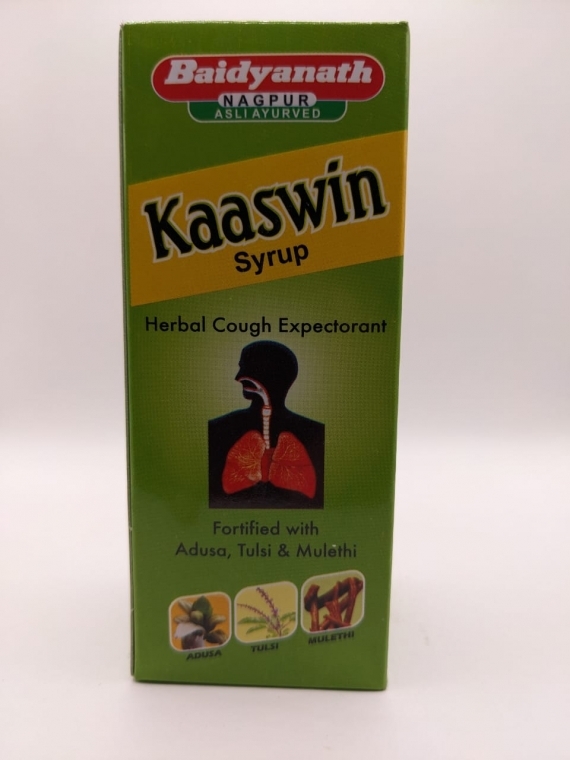 Baidyanath
NAGPUR
ASLI AYURVED
Kaaswin
Syrup
Herbal Cough Expectorant
Fortified with
Adusa, Tulsi & Mulethi
ADUSA TULSI MULETHI